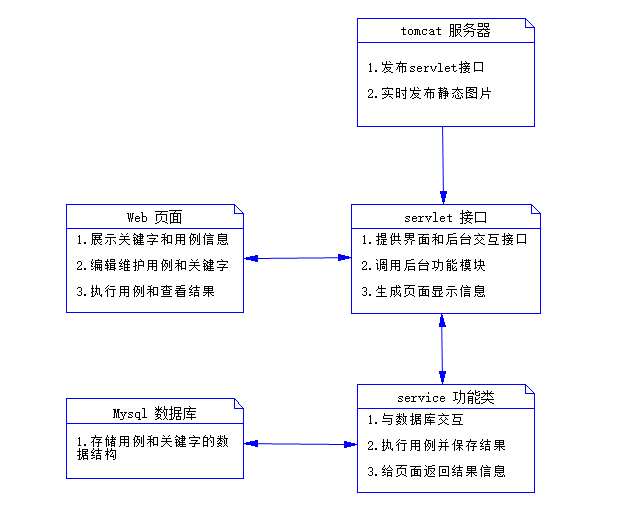 tomcat 服务器
1.发布servlet接口
2.实时发布静态图片
Web 页面
1.展示关键字和用例信息
2.编辑维护用例和关键字
3.执行用例和查看结果
servlet 接口
1.提供界面和后台交互接口
2.调用后台功能模块
3.生成页面显示信息
Mysql 数据库
1.存储用例和关键字的数
据结构
service 功能类
1.与数据库交互
2.执行用例并保存结果
3.给页面返回结果信息